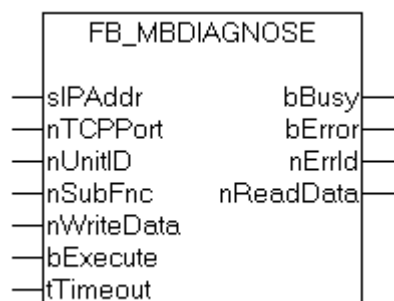 FB_MBDIAGNOSE
sIPAddr bBusy
nTCPPort bError
nUnitID nErrId
nSubFnc nReadData
nWriteData
bExecute
tTimeout